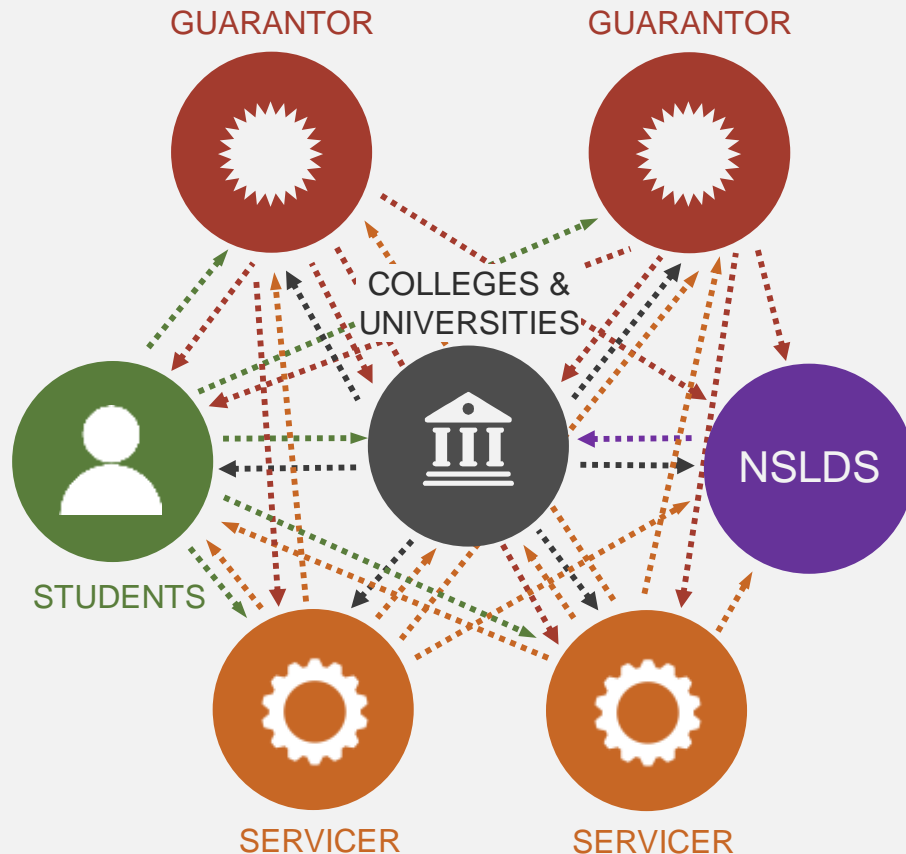 GUARANTOR
GUARANTOR
COLLEGES &
UNIVERSITIES
NSLDS
STUDENTS
SERVICER
SERVICER